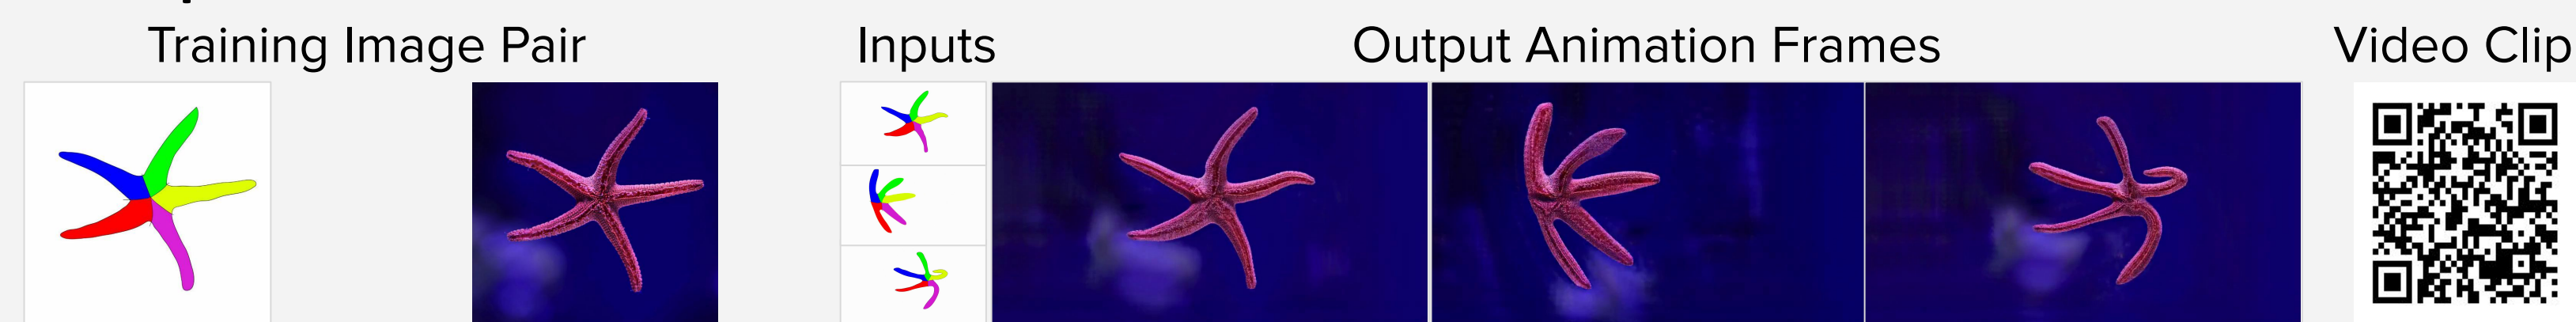 Training Image Pair
Inputs
Output Animation Frames
Video Clip